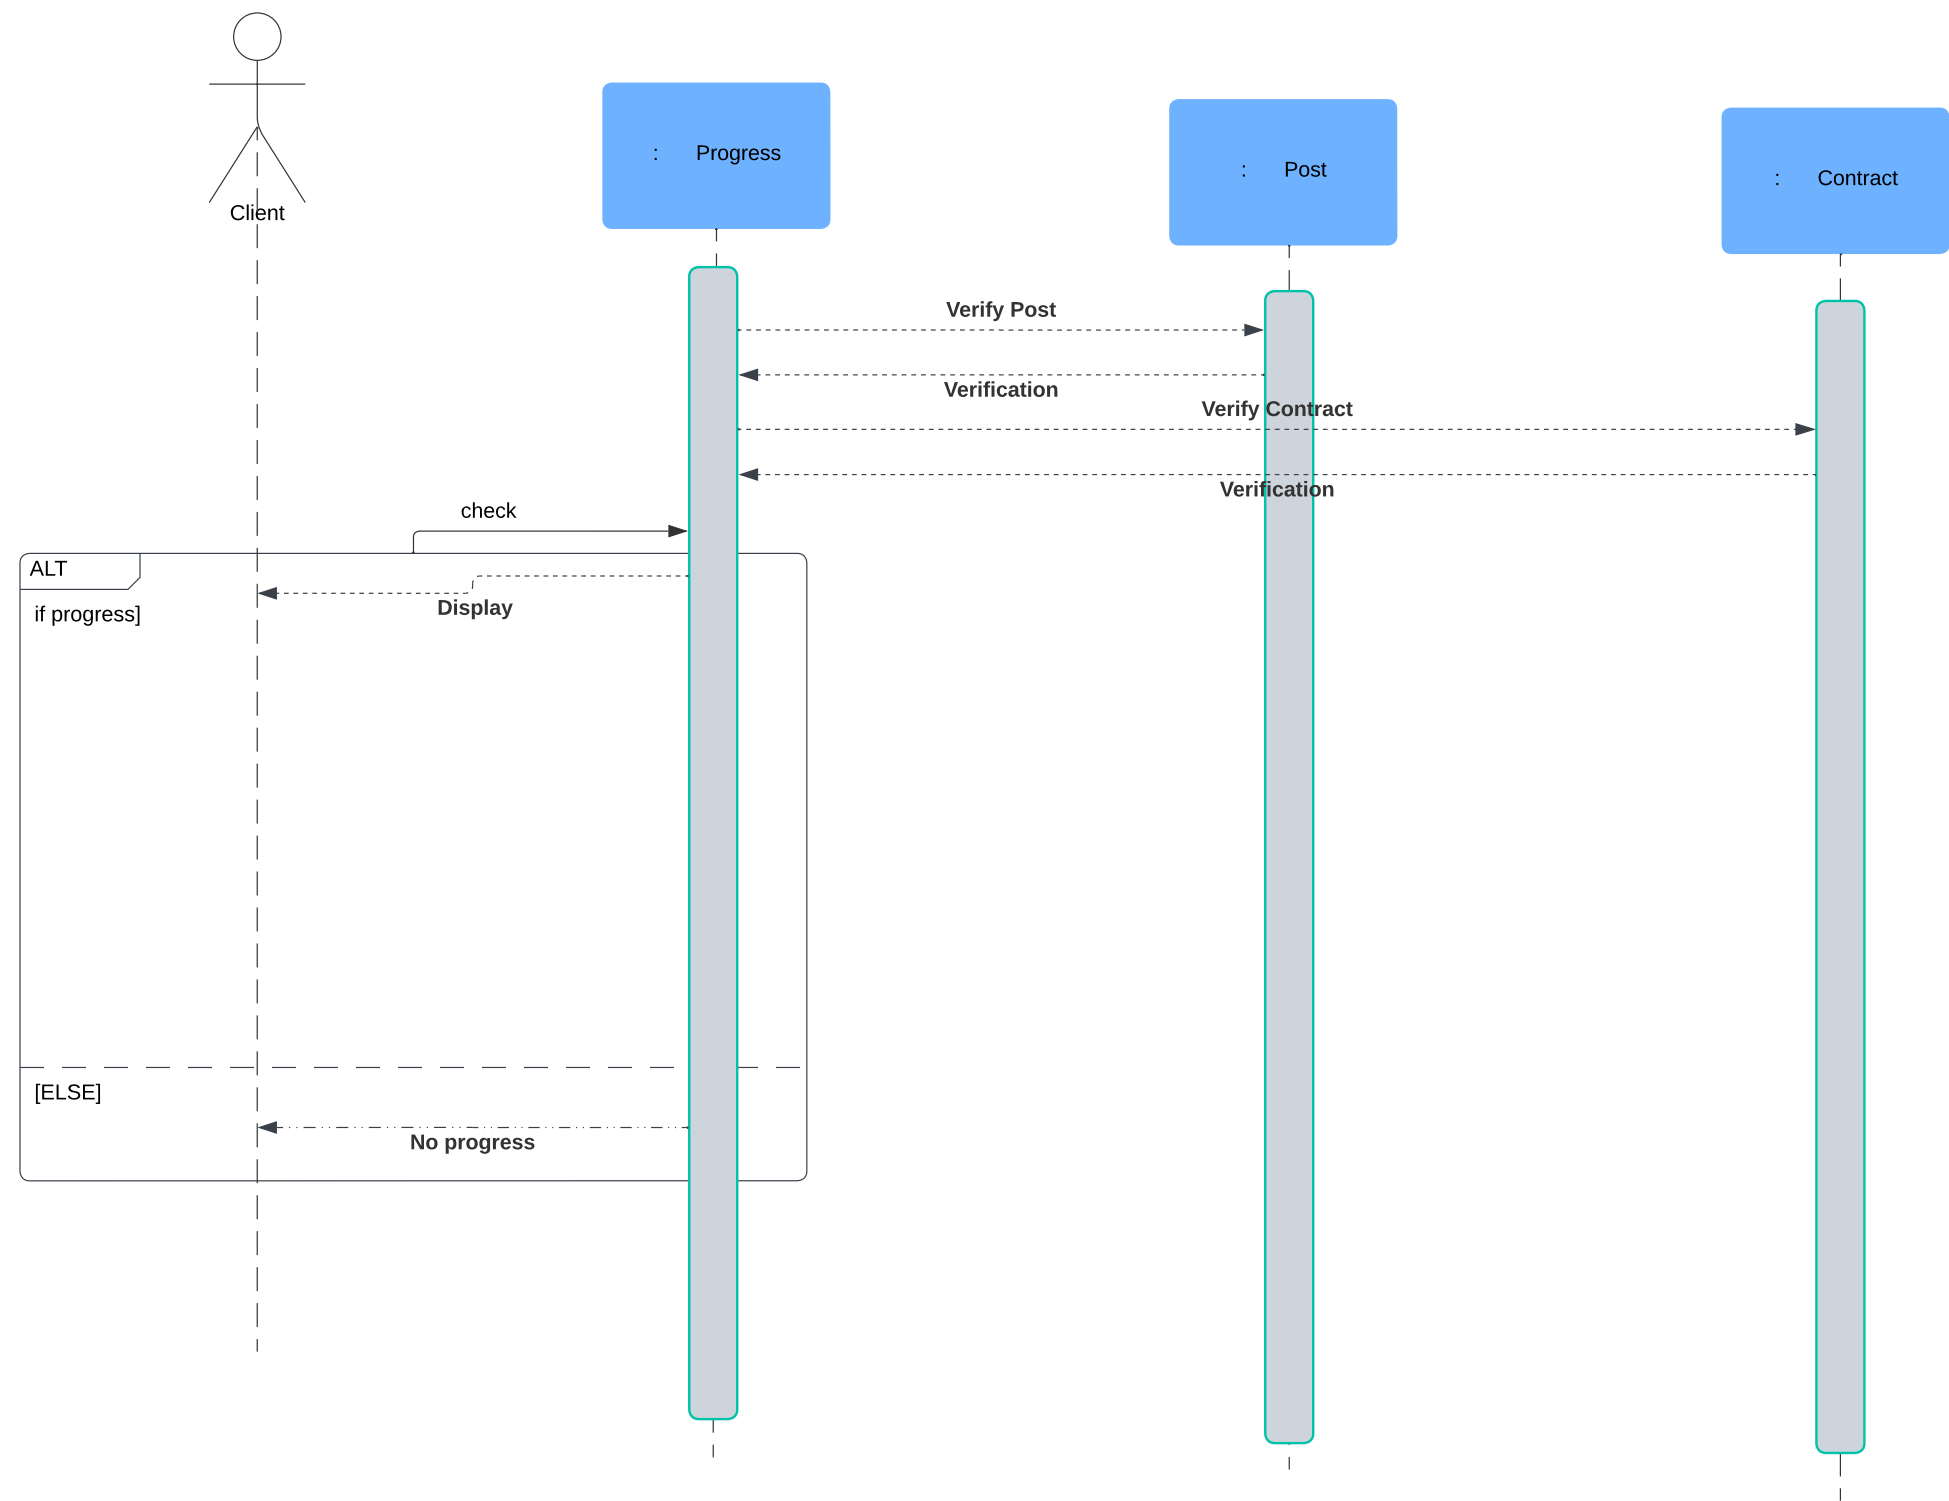 Client
: Progress
: Post
: Contract
Verify Post
Verification
Verify Contract
Verification
check
ALT
Display
if progress]
[ELSE]
No progress